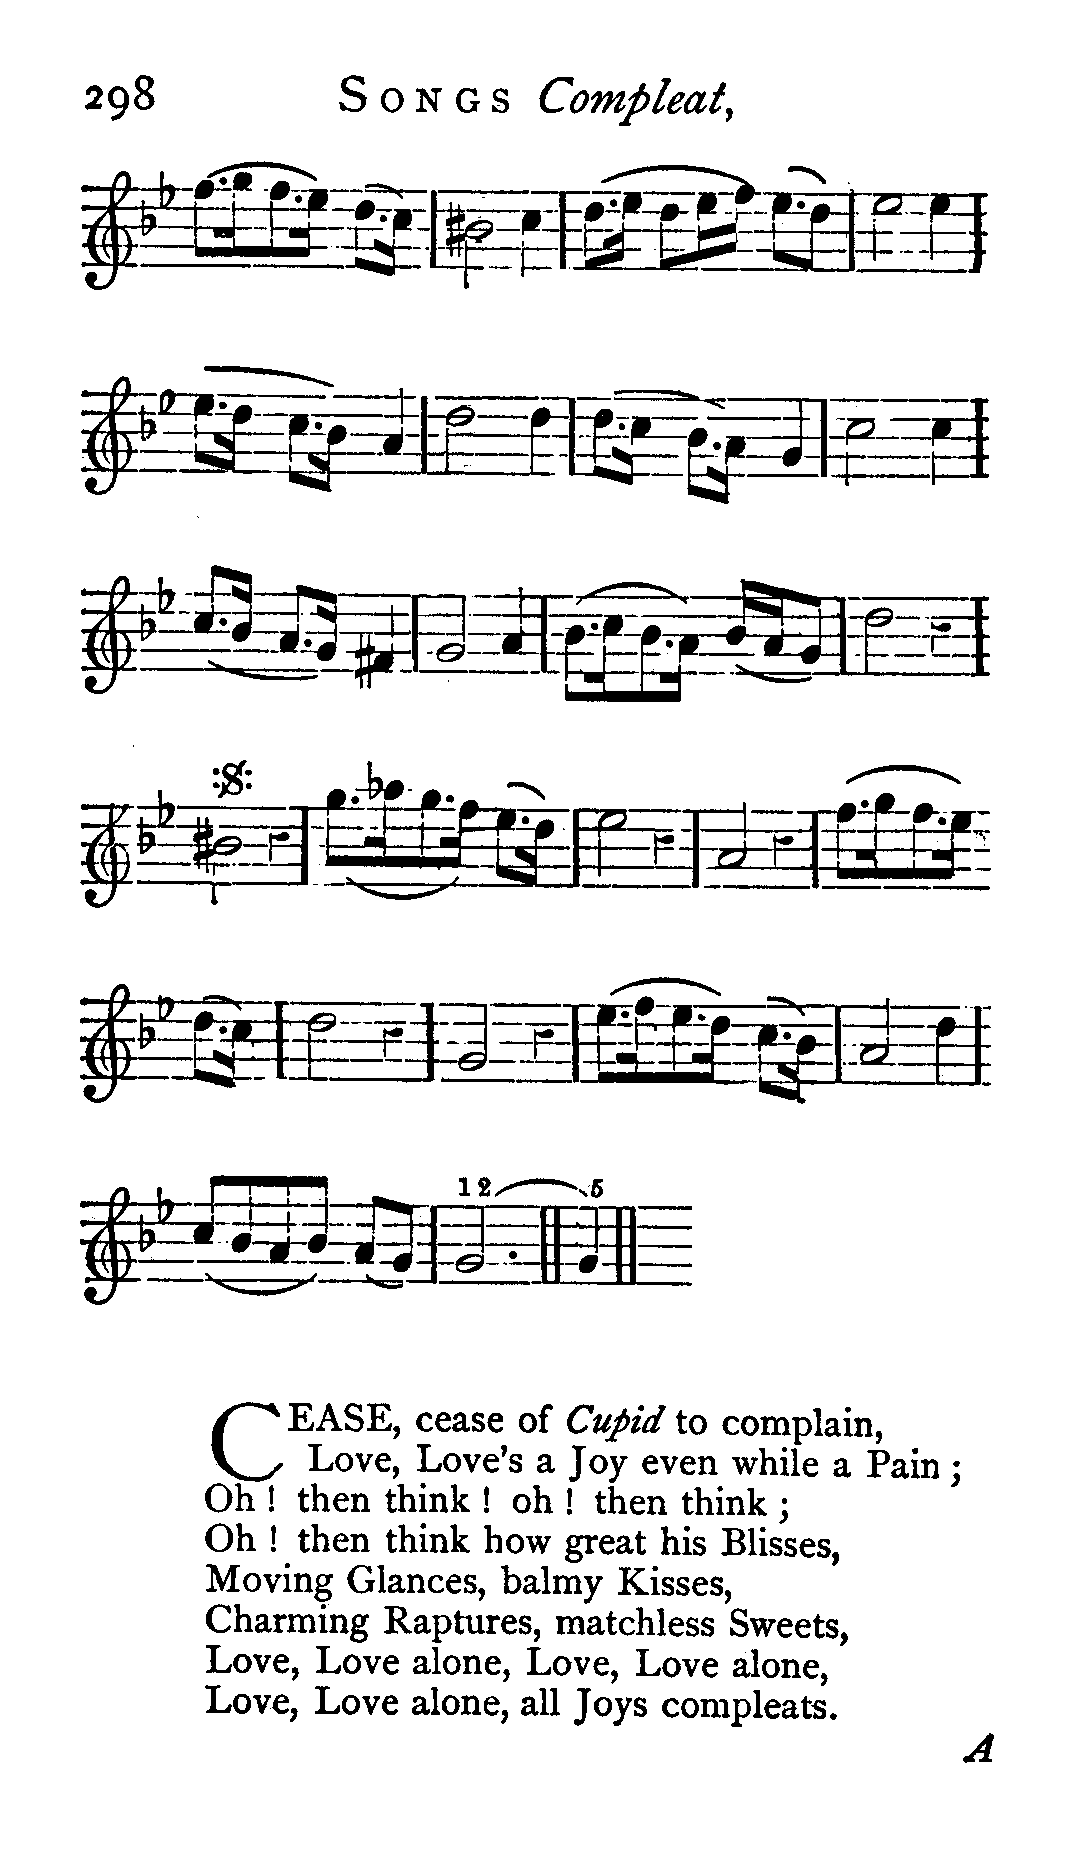 298 SONGS Compleat,
12 5
CEASE, cease of Cupid to complain,
Love, Love's a Joy even while a Pain ;
Oh ! then think ! oh ! then think ;
Oh ! then think how great his Blisses,
Moving Glances, balmy Kisses,
Charming Raptures, matchless Sweets,
Love, Love alone, Love, Love alone,
Love, Love alone, all Joys compleats.
A